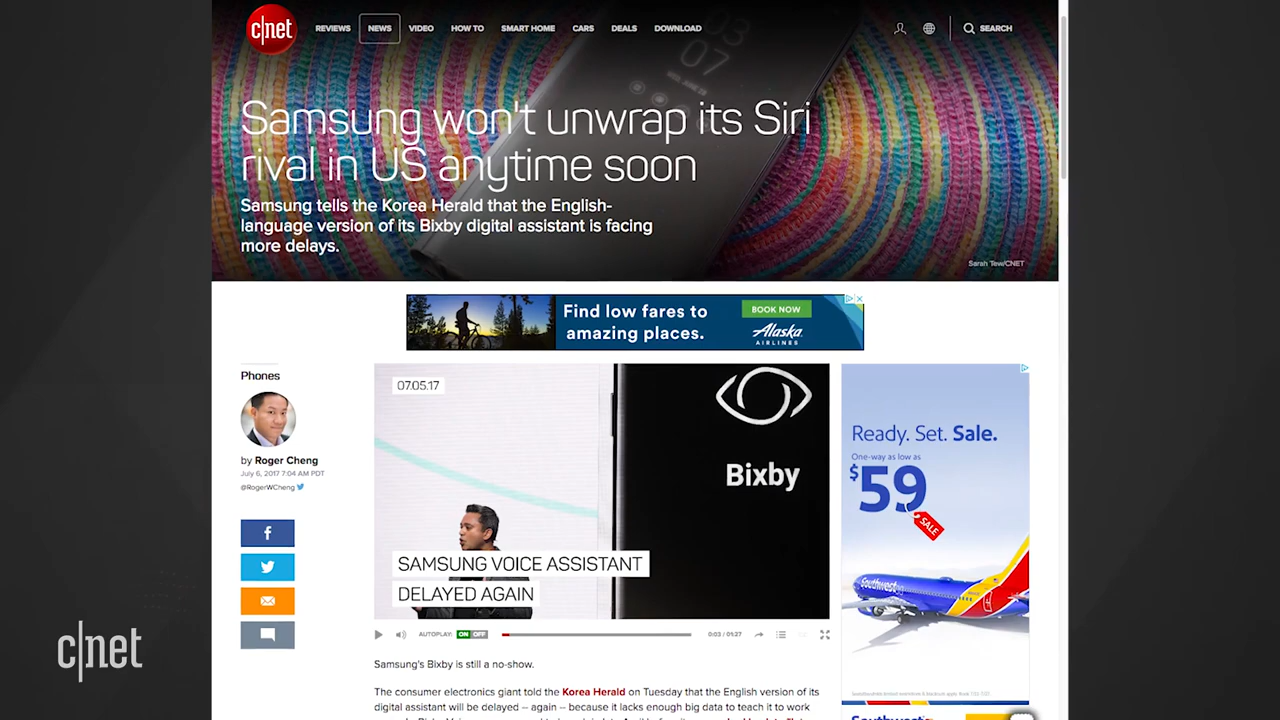 c|net
REVIEWS
NEWS
VIDEO
HOW TO
SMART HOME
CARS
DEALS
DOWNLOAD
SEARCH
Samsung won't unwrap its Siri
rival in US anytime soon
Samsung tells the Korea Herald that the English-
language version of its Bixby digital assistant is facing
more delays.
Sarah Tew/CNET
Find low fares to
amazing places.
BOOK NOW
Alaska
AIRLINES
Phones
by Roger Cheng
July 6, 2017 7:04 AM PDT
@RogerWCheng
07.05.17
Bixby
SAMSUNG VOICE ASSISTANT
DELAYED AGAIN
AUTOPLAY: ON OFF
0:03 / 01:27
Samsung's Bixby is still a no-show.
The consumer electronics giant told the Korea Herald on Tuesday that the English version of its
digital assistant will be delayed -- again -- because it lacks enough big data to teach it to work
Ready. Set. Sale.
One-way as low as
$59
SALE
Southwest
Southwest
c|net